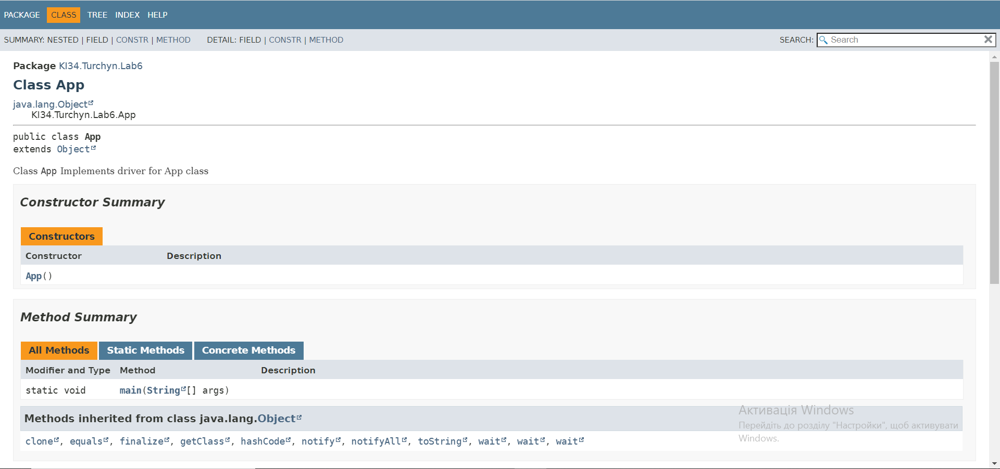 PACKAGE CLASS TREE INDEX HELP
SUMMARY: NESTED | FIELD | CONSTR | METHOD DETAIL: FIELD | CONSTR | METHOD SEARCH: Search
Package KI34.Turchyn.Lab6
Class App
java.lang.Object
KI34.Turchyn.Lab6.App
public class App
extends Object
Class App Implements driver for App class
Constructor Summary
Constructors
Constructor Description
App()
Method Summary
All Methods Static Methods Concrete Methods
Modifier and Type Method Description
static void main(String[] args)
Methods inherited from class java.lang.Object
clone, equals, finalize, getClass, hashCode, notify, notifyAll, toString, wait, wait, wait
Активація Windows
Перейдіть до розділу "Настройки", щоб активувати
Windows.